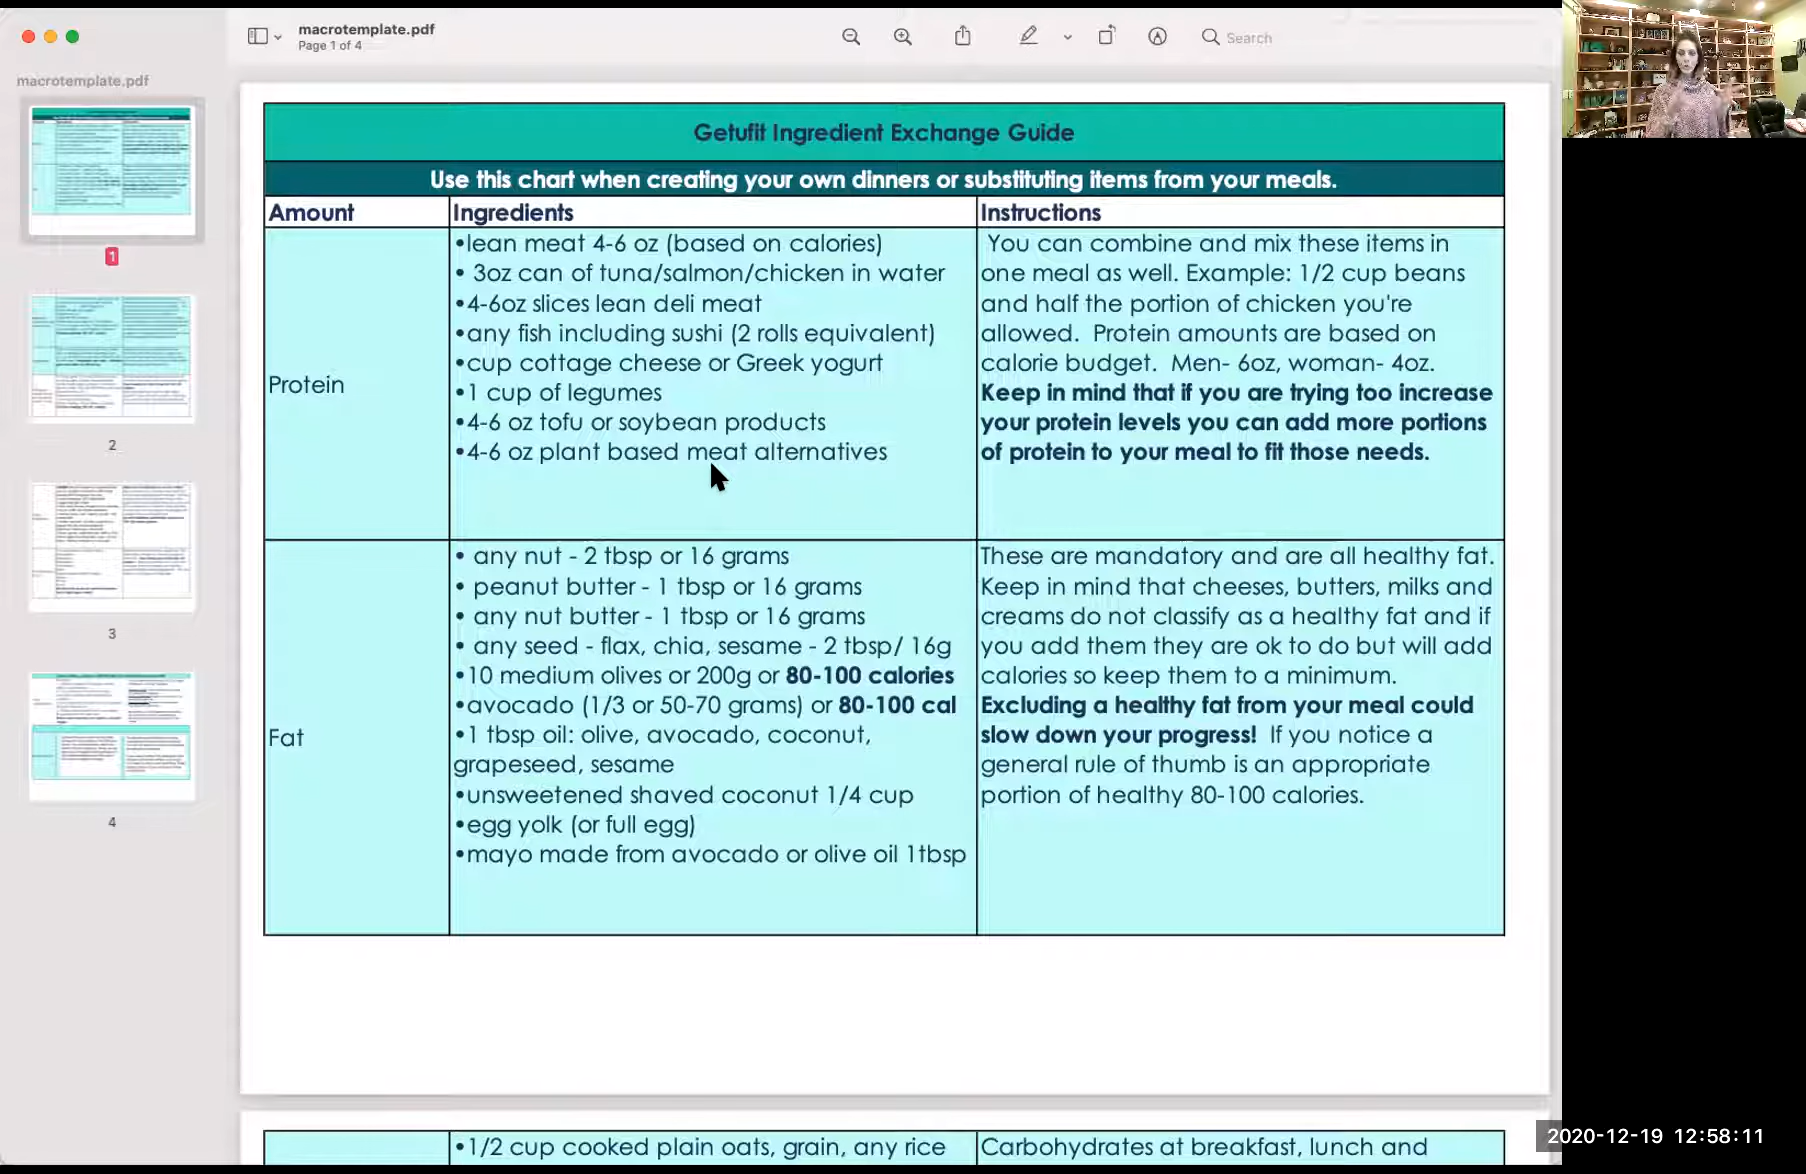 macrotemplate.pdf
Page 1 of 4
Search
macrotemplate.pdf
1
2
3
4
Getufit Ingredient Exchange Guide
Use this chart when creating your own dinners or substituting items from your meals.
Amount
Ingredients
Instructions
Protein
•lean meat 4-6 oz (based on calories)
• 3oz can of tuna/salmon/chicken in water
•4-6oz slices lean deli meat
•any fish including sushi (2 rolls equivalent)
•cup cottage cheese or Greek yogurt
•1 cup of legumes
•4-6 oz tofu or soybean products
•4-6 oz plant based meat alternatives
You can combine and mix these items in
one meal as well. Example: 1/2 cup beans
and half the portion of chicken you're
allowed.  Protein amounts are based on
calorie budget.  Men- 6oz, woman- 4oz.
Keep in mind that if you are trying too increase
your protein levels you can add more portions
of protein to your meal to fit those needs.
Fat
• any nut - 2 tbsp or 16 grams
• peanut butter - 1 tbsp or 16 grams
• any nut butter - 1 tbsp or 16 grams
• any seed - flax, chia, sesame - 2 tbsp/ 16g
•10 medium olives or 200g or 80-100 calories
•avocado (1/3 or 50-70 grams) or 80-100 cal
•1 tbsp oil: olive, avocado, coconut,
grapeseed, sesame
•unsweetened shaved coconut 1/4 cup
•egg yolk (or full egg)
•mayo made from avocado or olive oil 1tbsp
These are mandatory and are all healthy fat.
Keep in mind that cheeses, butters, milks and
creams do not classify as a healthy fat and if
you add them they are ok to do but will add
calories so keep them to a minimum.
Excluding a healthy fat from your meal could
slow down your progress!  If you notice a
general rule of thumb is an appropriate
portion of healthy 80-100 calories.
•1/2 cup cooked plain oats, grain, any rice
Carbohydrates at breakfast, lunch and
2020-12-19 12:58:11